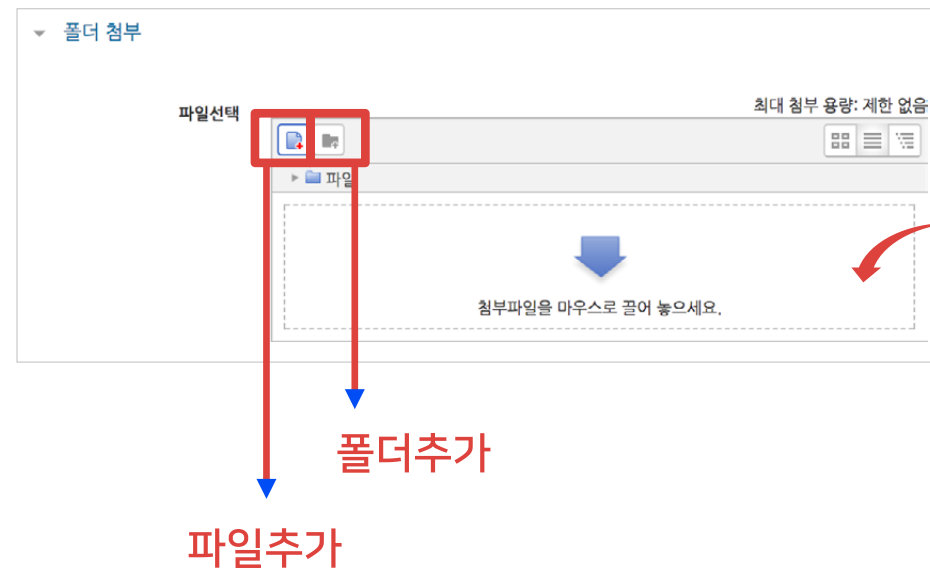 폴더 첨부
최대 첨부 용량: 제한 없음
파일선택
파일
첨부파일을 마우스로 끌어 놓으세요.
폴더추가
파일추가